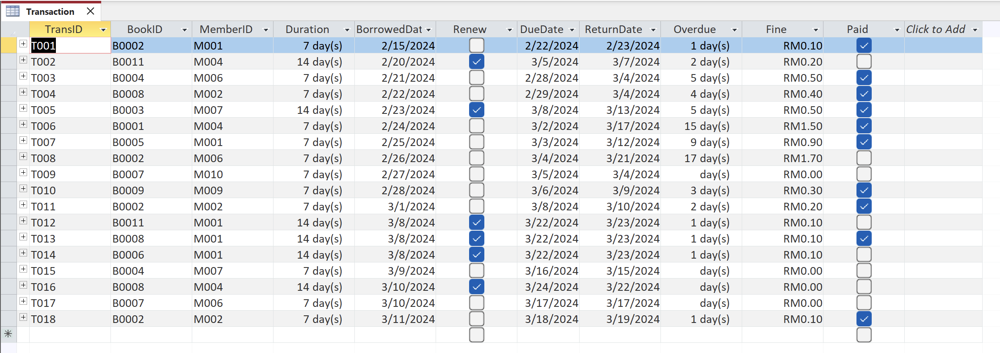 Transaction
TransID BookID MemberID Duration BorrowedDat Renew DueDate ReturnDate Overdue Fine Paid Click to Add
T001 B0002 M001 7 day(s) 2/15/2024 2/22/2024 2/23/2024 1 day(s) RM0.10
T002 B0011 M004 14 day(s) 2/20/2024 3/5/2024 3/7/2024 2 day(s) RM0.20
T003 B0004 M006 7 day(s) 2/21/2024 2/28/2024 3/4/2024 5 day(s) RM0.50
T004 B0008 M002 7 day(s) 2/22/2024 2/29/2024 3/4/2024 4 day(s) RM0.40
T005 B0003 M007 14 day(s) 2/23/2024 3/8/2024 3/13/2024 5 day(s) RM0.50
T006 B0001 M004 7 day(s) 2/24/2024 3/2/2024 3/17/2024 15 day(s) RM1.50
T007 B0005 M001 7 day(s) 2/25/2024 3/3/2024 3/12/2024 9 day(s) RM0.90
T008 B0002 M006 7 day(s) 2/26/2024 3/4/2024 3/21/2024 17 day(s) RM1.70
T009 B0007 M010 7 day(s) 2/27/2024 3/5/2024 3/4/2024 day(s) RM0.00
T010 B0009 M009 7 day(s) 2/28/2024 3/6/2024 3/9/2024 3 day(s) RM0.30
T011 B0002 M002 7 day(s) 3/1/2024 3/8/2024 3/10/2024 2 day(s) RM0.20
T012 B0011 M001 14 day(s) 3/8/2024 3/22/2024 3/23/2024 1 day(s) RM0.10
T013 B0008 M001 14 day(s) 3/8/2024 3/22/2024 3/23/2024 1 day(s) RM0.10
T014 B0006 M001 14 day(s) 3/8/2024 3/22/2024 3/23/2024 1 day(s) RM0.10
T015 B0004 M007 7 day(s) 3/9/2024 3/16/2024 3/15/2024 day(s) RM0.00
T016 B0008 M004 14 day(s) 3/10/2024 3/24/2024 3/22/2024 day(s) RM0.00
T017 B0007 M006 7 day(s) 3/10/2024 3/17/2024 3/17/2024 day(s) RM0.00
T018 B0002 M002 7 day(s) 3/11/2024 3/18/2024 3/19/2024 1 day(s) RM0.10